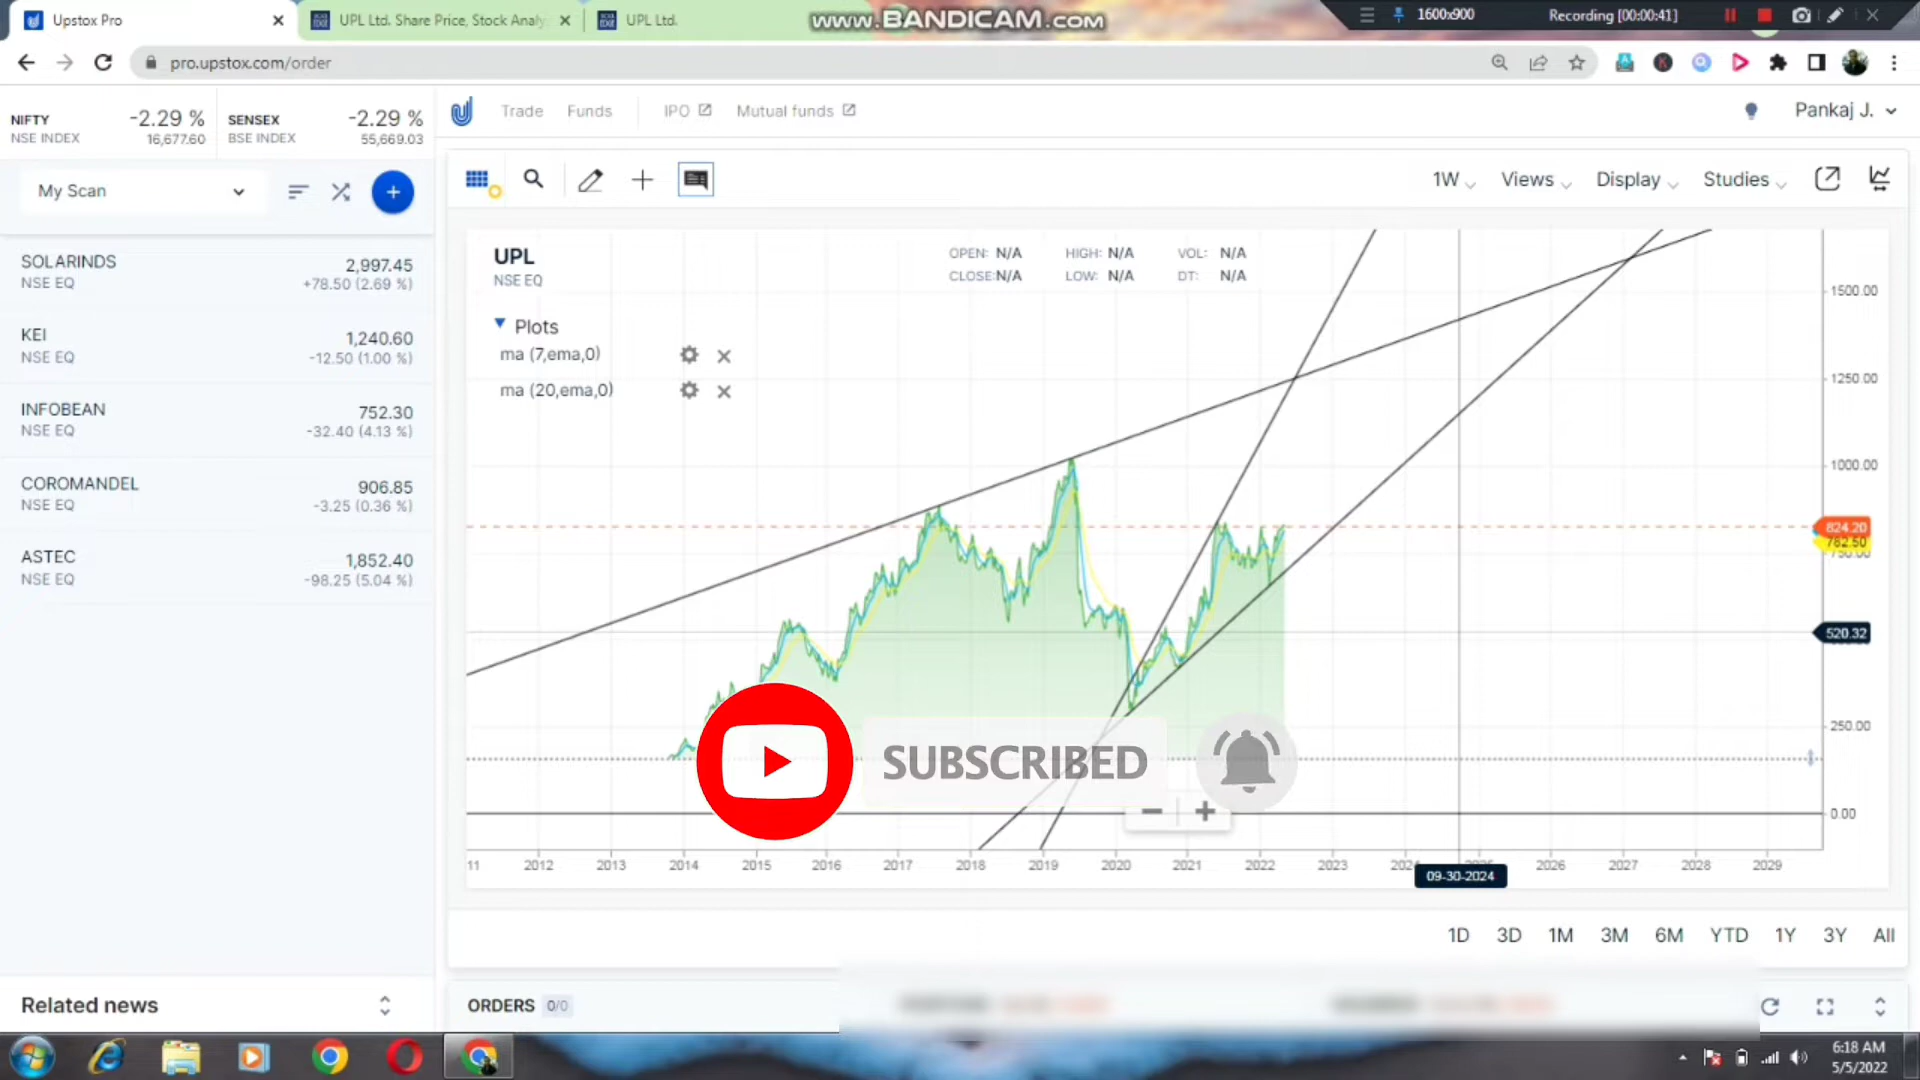 Upstox Pro
UPL Ltd. Share Price, Stock Analy
UPL Ltd.
www.BANDICAM.com
1600x900
Recording [00:00:41]
pro.upstox.com/order
NIFTY -2.29 %
NSE INDEX 16,677.60
SENSEX -2.29 %
BSE INDEX 55,669.03
Trade Funds IPO Mutual funds
Pankaj J.
My Scan
1W Views Display Studies
SOLARINDS 2,997.45
NSE EQ +78.50 (2.69 %)
KEI 1,240.60
NSE EQ -12.50 (1.00 %)
INFOBEAN 752.30
NSE EQ -32.40 (4.13 %)
COROMANDEL 906.85
NSE EQ -3.25 (0.36 %)
ASTEC 1,852.40
NSE EQ -98.25 (5.04 %)
UPL
NSE EQ
OPEN: N/A HIGH: N/A VOL: N/A
CLOSE:N/A LOW: N/A DT: N/A
Plots
ma (7,ema,0)
ma (20,ema,0)
1500.00
1250.00
1000.00
824.20
782.50
750.00
520.32
250.00
0.00
SUBSCRIBED
11 2012 2013 2014 2015 2016 2017 2018 2019 2020 2021 2022 2023 2026 2027 2028 2029
09-30-2024
1D 3D 1M 3M 6M YTD 1Y 3Y All
Related news
ORDERS 0/0
6:18 AM
5/5/2022